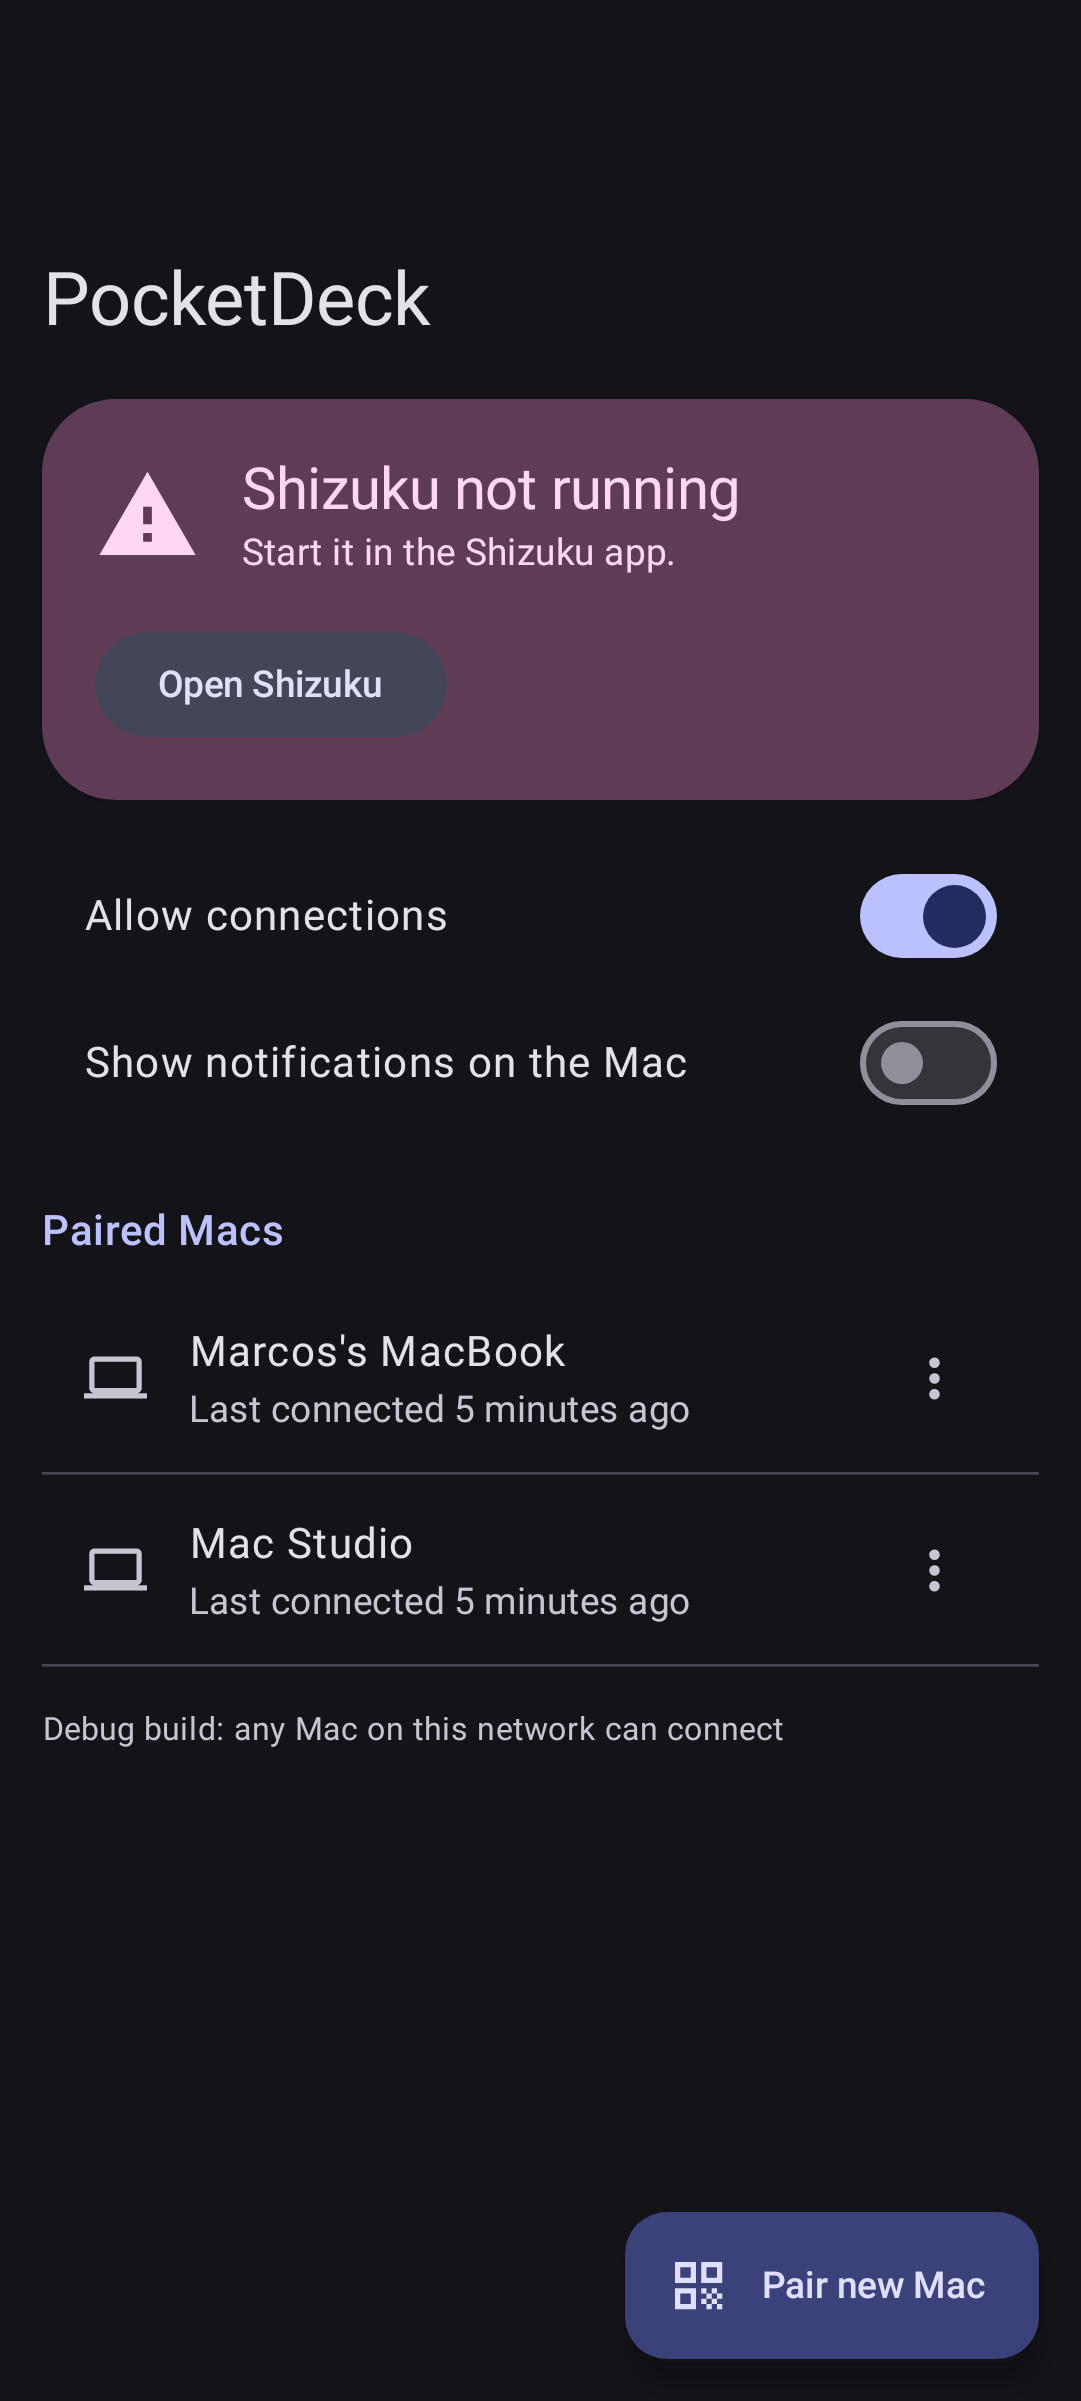 PocketDeck
Shizuku not running
Start it in the Shizuku app.
Open Shizuku
Allow connections
Show notifications on the Mac
Paired Macs
Marcos's MacBook
Last connected 5 minutes ago
Mac Studio
Last connected 5 minutes ago
Debug build: any Mac on this network can connect
Pair new Mac